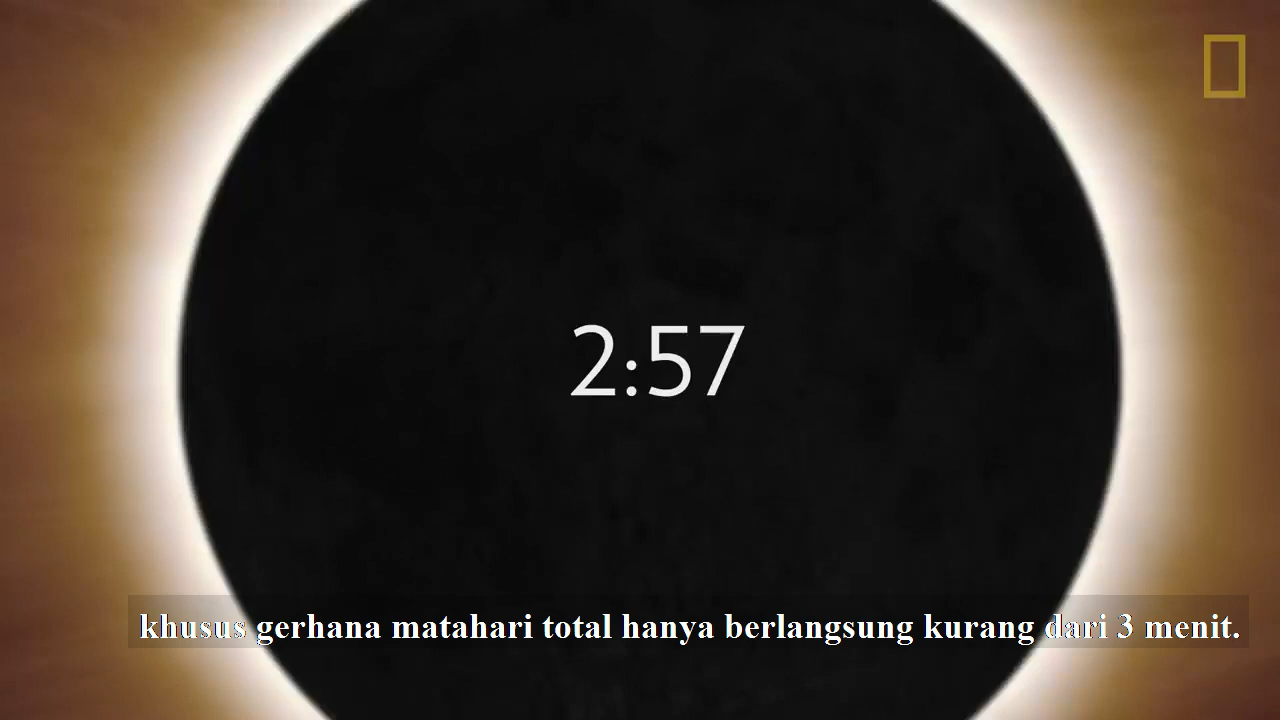 2:57
khusus gerhana matahari total hanya berlangsung kurang dari 3 menit.